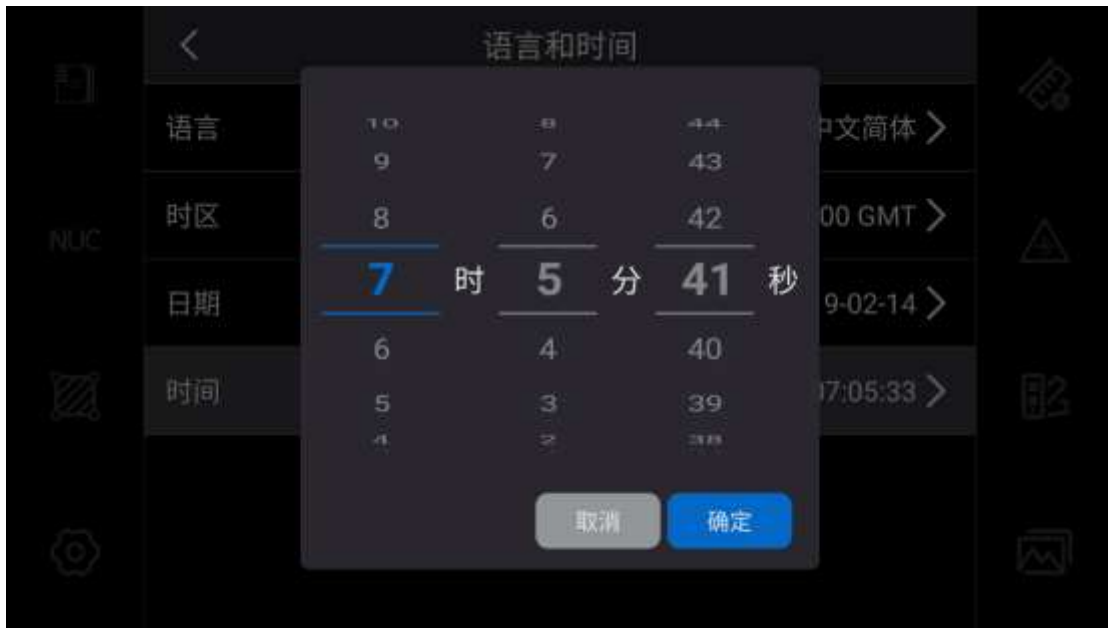 语言和时间
语言
中文简体
NUC
时区
00 GMT
日期
9-02-14
时间
07:05:33
10 8 44
9 7 43
8 6 42
7 时 5 分 41 秒
6 4 40
5 3 39
4 2 38
取消 确定